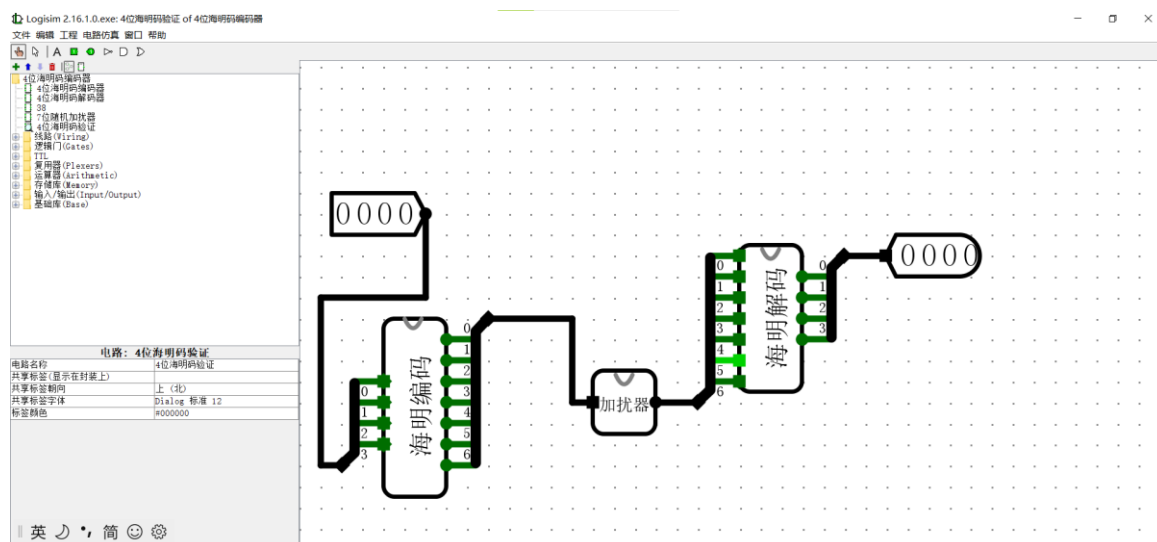 Logisim 2.16.1.0.exe: 4位海明码验证 of 4位海明码编码器
文件 编辑 工程 电路仿真 窗口 帮助
A
4位海明码编码器
4位海明码编码器
4位海明码解码器
38
7位随机加扰器
4位海明码验证
线路(Wiring)
逻辑门(Gates)
TTL
复用器(Plexers)
运算器(Arithmetic)
存储库(Memory)
输入/输出(Input/Output)
基础库(Base)
电路: 4位海明码验证
电路名称 4位海明码验证
共享标签(显示在封装上)
共享标签朝向 上 (北)
共享标签字体 Dialog 标准 12
标签颜色 #000000
英 简
0000
0
1
2
3
海明编码
0
1
2
3
4
5
6
加扰器
0
1
2
3
4
5
6
海明解码
0
1
2
3
0000